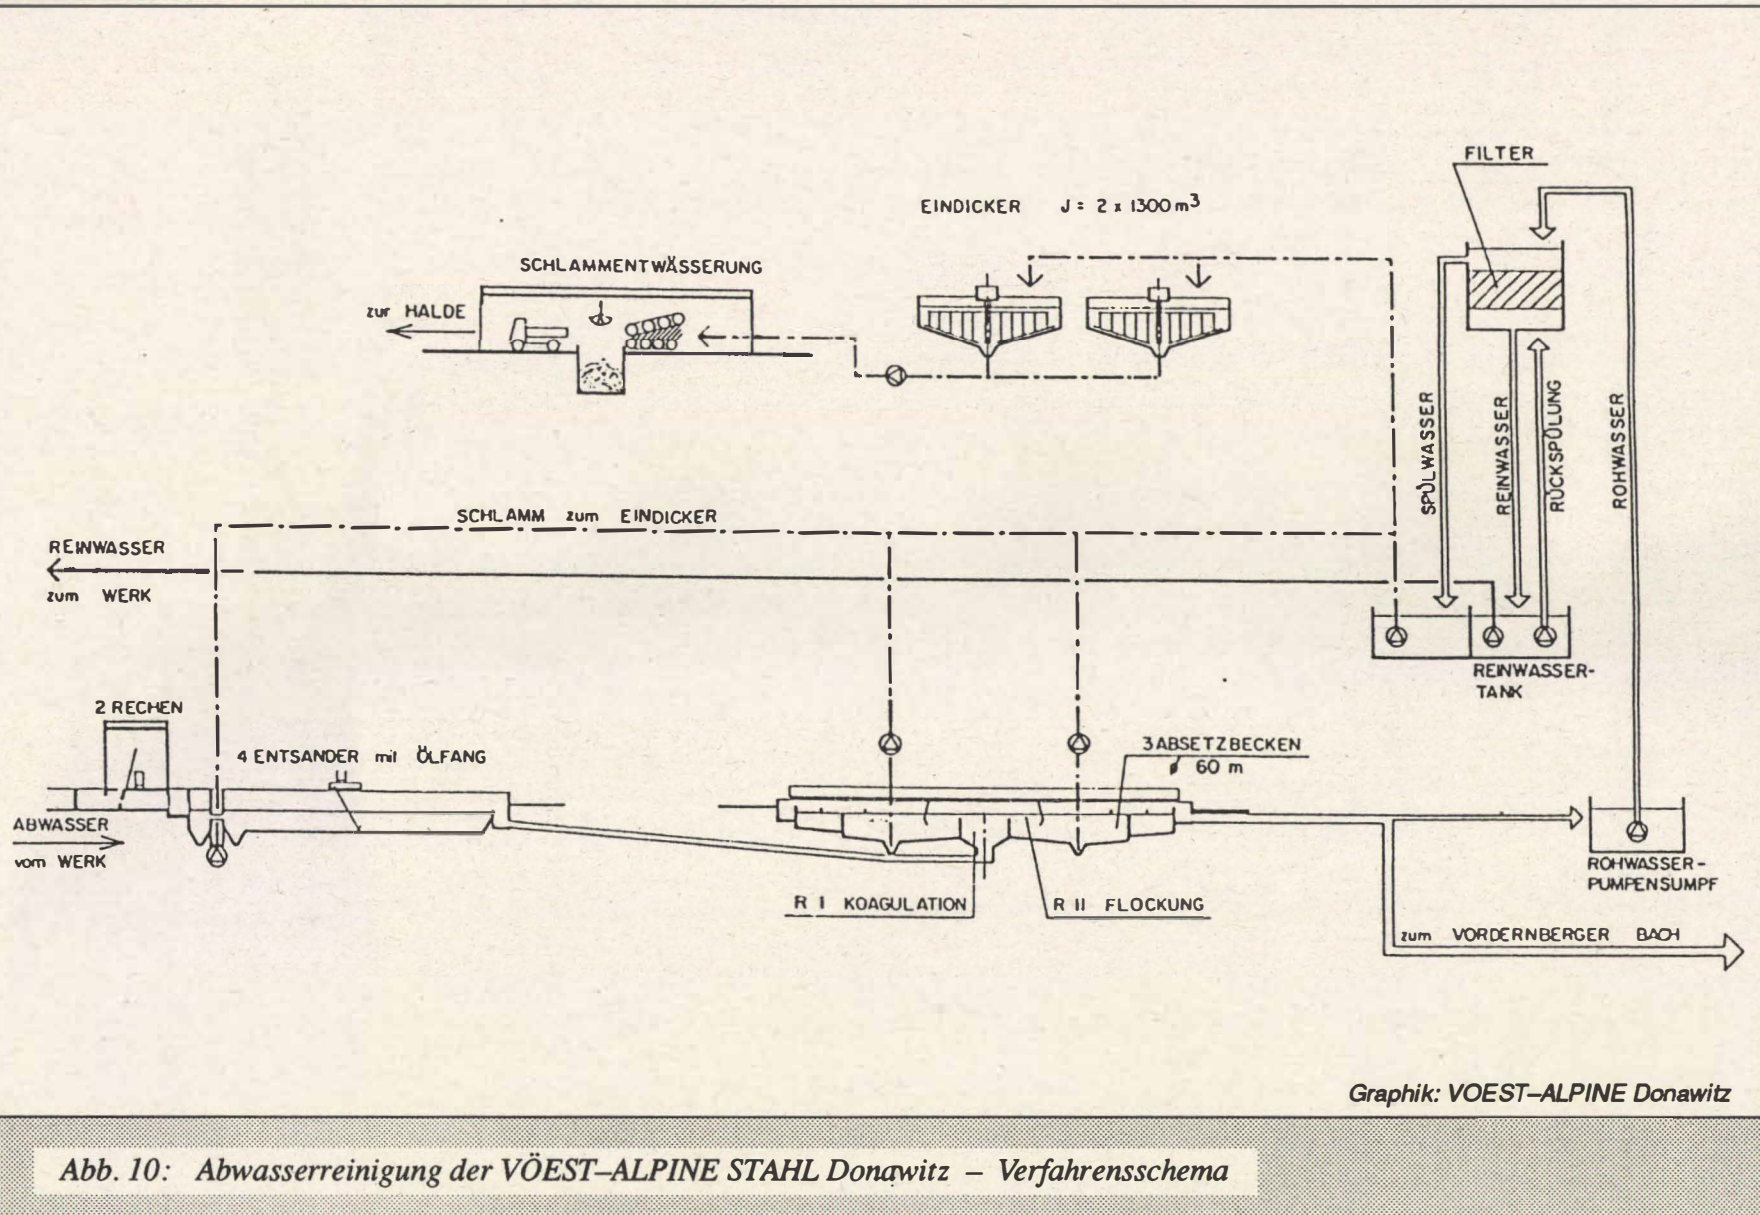 FILTER
EINDICKER J = 2 x 1300 m³
SCHLAMMENTWÄSSERUNG
zur HALDE
SPÜLWASSER
REINWASSER
RÜCKSPÜLUNG
ROHWASSER
SCHLAMM zum EINDICKER
REINWASSER
zum WERK
REINWASSER-
TANK
2 RECHEN
4 ENTSANDER mit ÖLFANG
3 ABSETZBECKEN
ø 60 m
ABWASSER
vom WERK
ROHWASSER-
PUMPENSUMPF
R I KOAGULATION
R II FLOCKUNG
zum VORDERNBERGER BACH
Graphik: VOEST–ALPINE Donawitz
Abb. 10: Abwasserreinigung der VÖEST–ALPINE STAHL Donawitz – Verfahrensschema